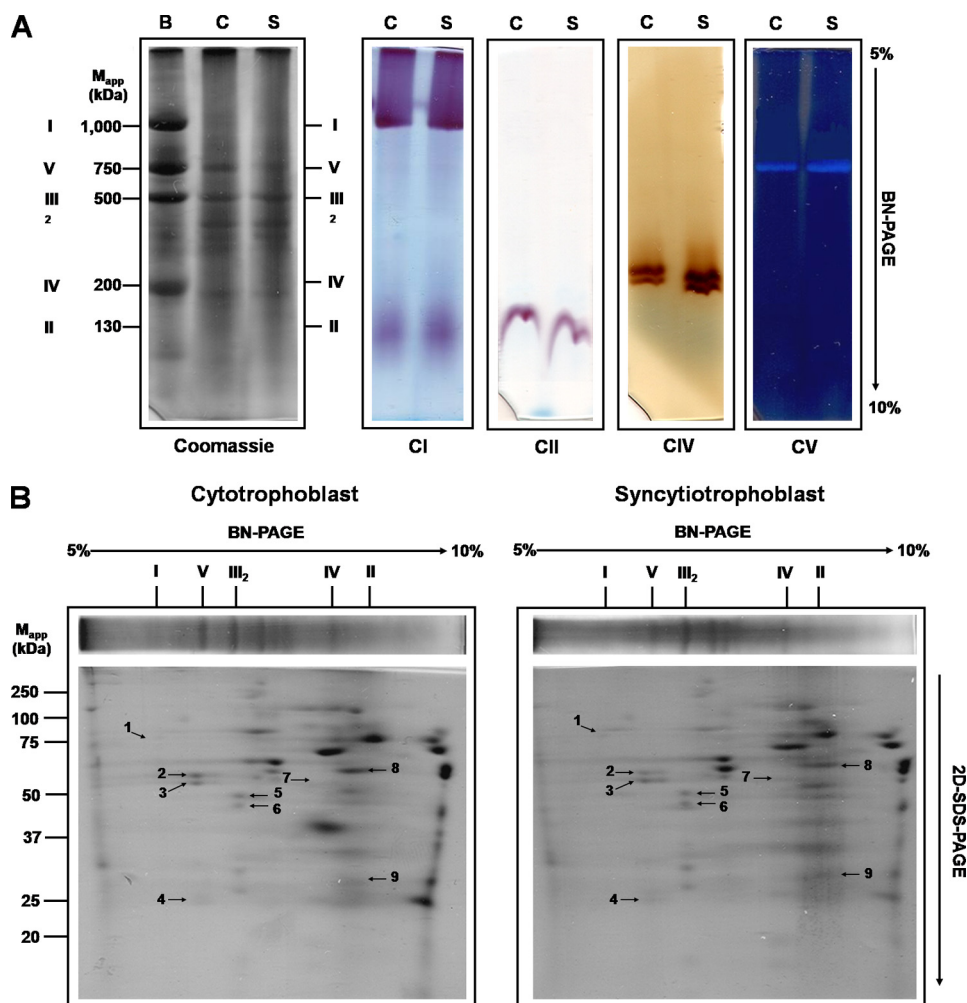 A
B C S C S C S C S C S
Mapp
(kDa)
5%
I 1,000 I
V 750 V
III 500 III
2 2
IV 200 IV
II 130 II
BN-PAGE
10%
Coomassie CI CII CIV CV
B
Cytotrophoblast Syncytiotrophoblast
BN-PAGE BN-PAGE
5% 10% 5% 10%
I V III2 IV II I V III2 IV II
Mapp
(kDa)
250
100
75
50
37
25
20
1
2
3
4
5
6
7
8
9
1
2
3
4
5
6
7
8
9
2D-SDS-PAGE